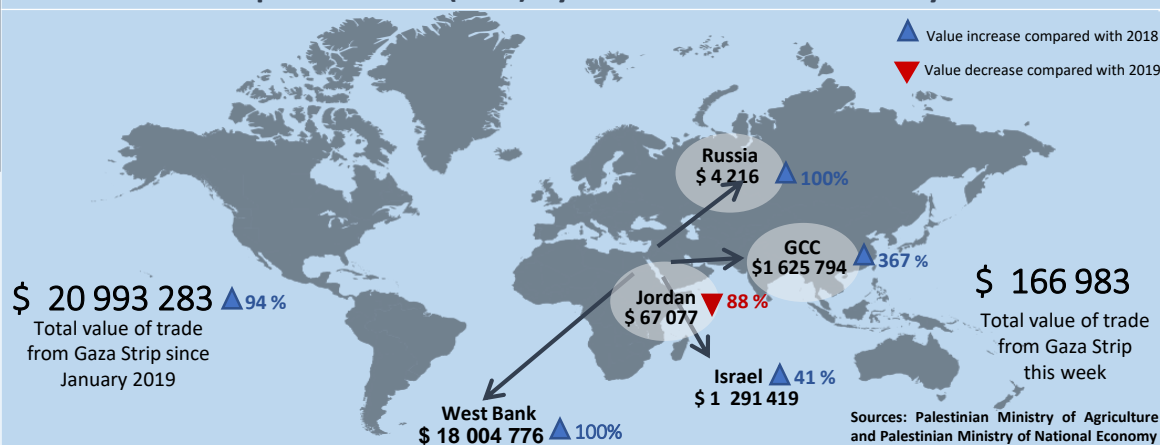 Value increase compared with 2018
Value decrease compared with 2019
Russia
$ 4 216
100%
GCC
$1 625 794
367 %
Jordan
$ 67 077
88 %
$ 20 993 283
94 %
Total value of trade
from Gaza Strip since
January 2019
$ 166 983
Total value of trade
from Gaza Strip
this week
Israel
41 %
$ 1 291 419
West Bank
$ 18 004 776
100%
Sources: Palestinian Ministry of Agriculture
and Palestinian Ministry of National Economy